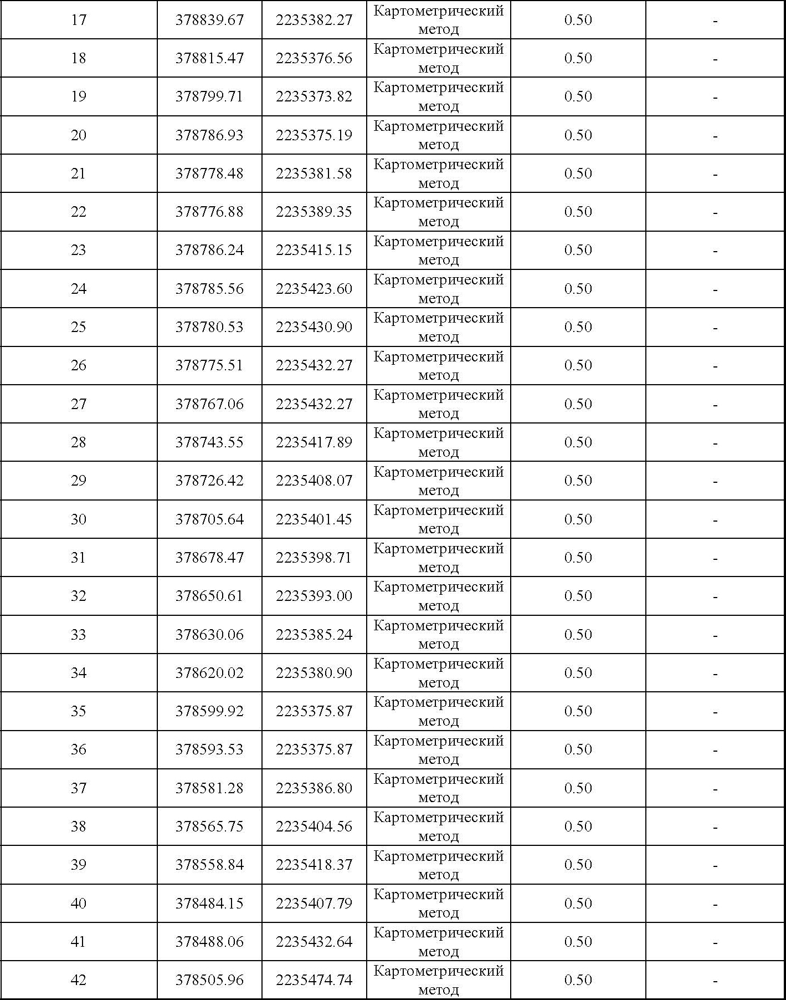 17 378839.67 2235382.27 Картометрический метод 0.50 -
18 378815.47 2235376.56 Картометрический метод 0.50 -
19 378799.71 2235373.82 Картометрический метод 0.50 -
20 378786.93 2235375.19 Картометрический метод 0.50 -
21 378778.48 2235381.58 Картометрический метод 0.50 -
22 378776.88 2235389.35 Картометрический метод 0.50 -
23 378786.24 2235415.15 Картометрический метод 0.50 -
24 378785.56 2235423.60 Картометрический метод 0.50 -
25 378780.53 2235430.90 Картометрический метод 0.50 -
26 378775.51 2235432.27 Картометрический метод 0.50 -
27 378767.06 2235432.27 Картометрический метод 0.50 -
28 378743.55 2235417.89 Картометрический метод 0.50 -
29 378726.42 2235408.07 Картометрический метод 0.50 -
30 378705.64 2235401.45 Картометрический метод 0.50 -
31 378678.47 2235398.71 Картометрический метод 0.50 -
32 378650.61 2235393.00 Картометрический метод 0.50 -
33 378630.06 2235385.24 Картометрический метод 0.50 -
34 378620.02 2235380.90 Картометрический метод 0.50 -
35 378599.92 2235375.87 Картометрический метод 0.50 -
36 378593.53 2235375.87 Картометрический метод 0.50 -
37 378581.28 2235386.80 Картометрический метод 0.50 -
38 378565.75 2235404.56 Картометрический метод 0.50 -
39 378558.84 2235418.37 Картометрический метод 0.50 -
40 378484.15 2235407.79 Картометрический метод 0.50 -
41 378488.06 2235432.64 Картометрический метод 0.50 -
42 378505.96 2235474.74 Картометрический метод 0.50 -